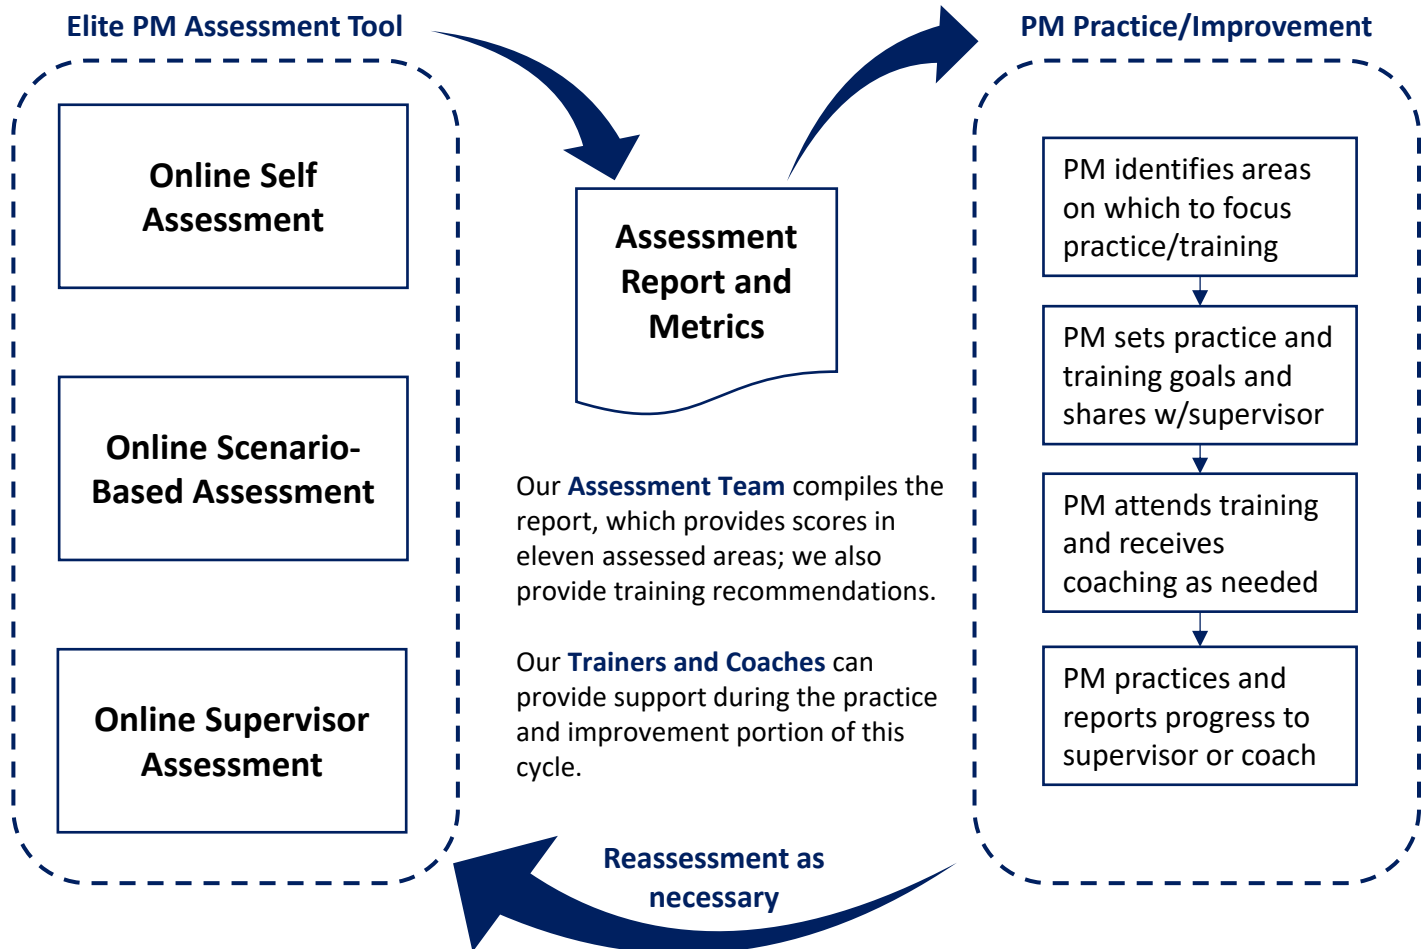 Elite PM Assessment Tool
Online Self
Assessment
Online Scenario-
Based Assessment
Online Supervisor
Assessment
Assessment
Report and
Metrics
Our Assessment Team compiles the
report, which provides scores in
eleven assessed areas; we also
provide training recommendations.
Our Trainers and Coaches can
provide support during the practice
and improvement portion of this
cycle.
PM Practice/Improvement
PM identifies areas
on which to focus
practice/training
PM sets practice and
training goals and
shares w/supervisor
PM attends training
and receives
coaching as needed
PM practices and
reports progress to
supervisor or coach
Reassessment as
necessary